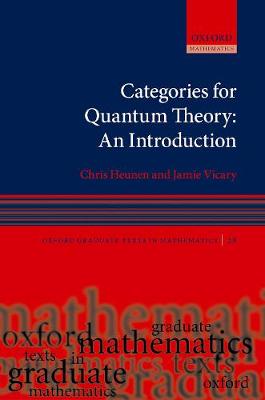 OXFORD
MATHEMATICS
Categories for
Quantum Theory:
An Introduction
Chris Heunen and Jamie Vicary
OXFORD GRADUATE TEXTS IN MATHEMATICS | 28
mathematics
oxford
graduate
mathematics
texts in
texts
graduate
mathematics
oxford